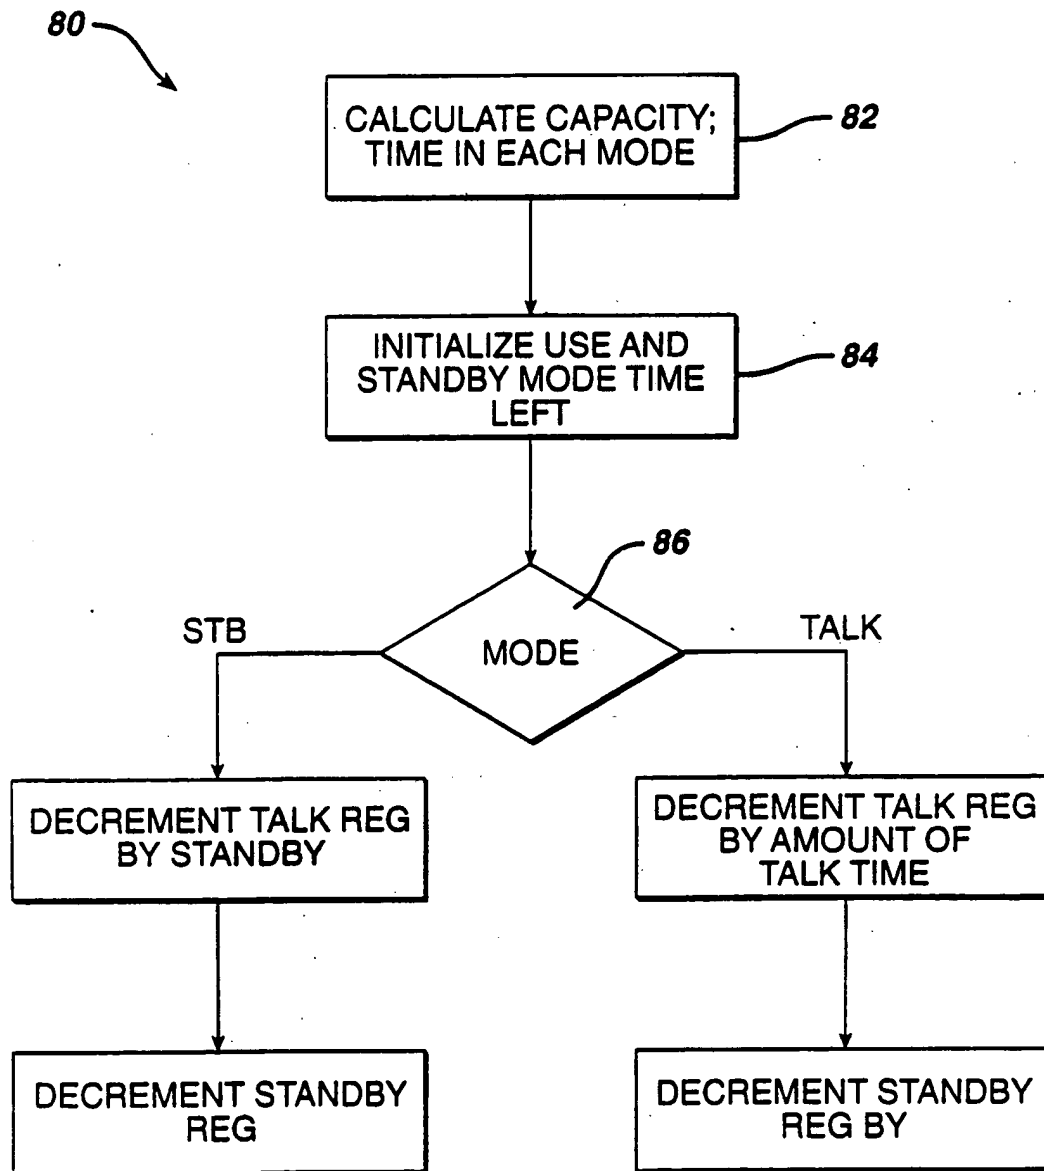 80
CALCULATE CAPACITY;
TIME IN EACH MODE
82
INITIALIZE USE AND
STANDBY MODE TIME
LEFT
84
86
MODE
STB
TALK
DECREMENT TALK REG
BY STANDBY
DECREMENT TALK REG
BY AMOUNT OF
TALK TIME
DECREMENT STANDBY
REG
DECREMENT STANDBY
REG BY